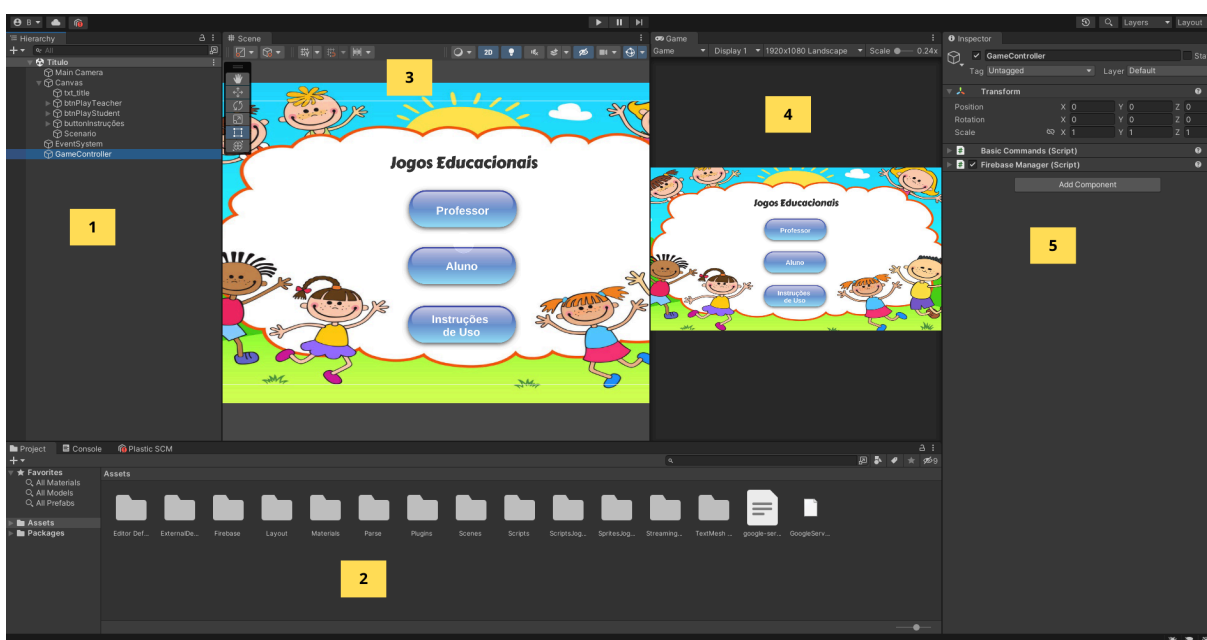 B
Layers
Layout
Hierarchy
All
Titulo
Main Camera
Canvas
txt_title
btnPlayTeacher
btnPlayStudent
buttonInstruções
Scenario
EventSystem
GameController
1
Scene
2D
3
Jogos Educacionais
Professor
Aluno
Instruções
de Uso
Game
Game Display 1 1920x1080 Landscape Scale 0.24x
4
Jogos Educacionais
Professor
Aluno
Instruções
de Uso
Inspector
GameController Sta
Tag Untagged Layer Default
Transform
Position X 0 Y 0 Z 0
Rotation X 0 Y 0 Z 0
Scale X 1 Y 1 Z 1
Basic Commands (Script)
Firebase Manager (Script)
Add Component
5
Project Console Plastic SCM
9
Favorites
All Materials
All Models
All Prefabs
Assets
Packages
Assets
Editor Def... ExternalDe... Firebase Layout Materials Parse Plugins Scenes Scripts ScriptsJog... SpritesJog... Streaming... TextMesh ... google-ser... GoogleServ...
2